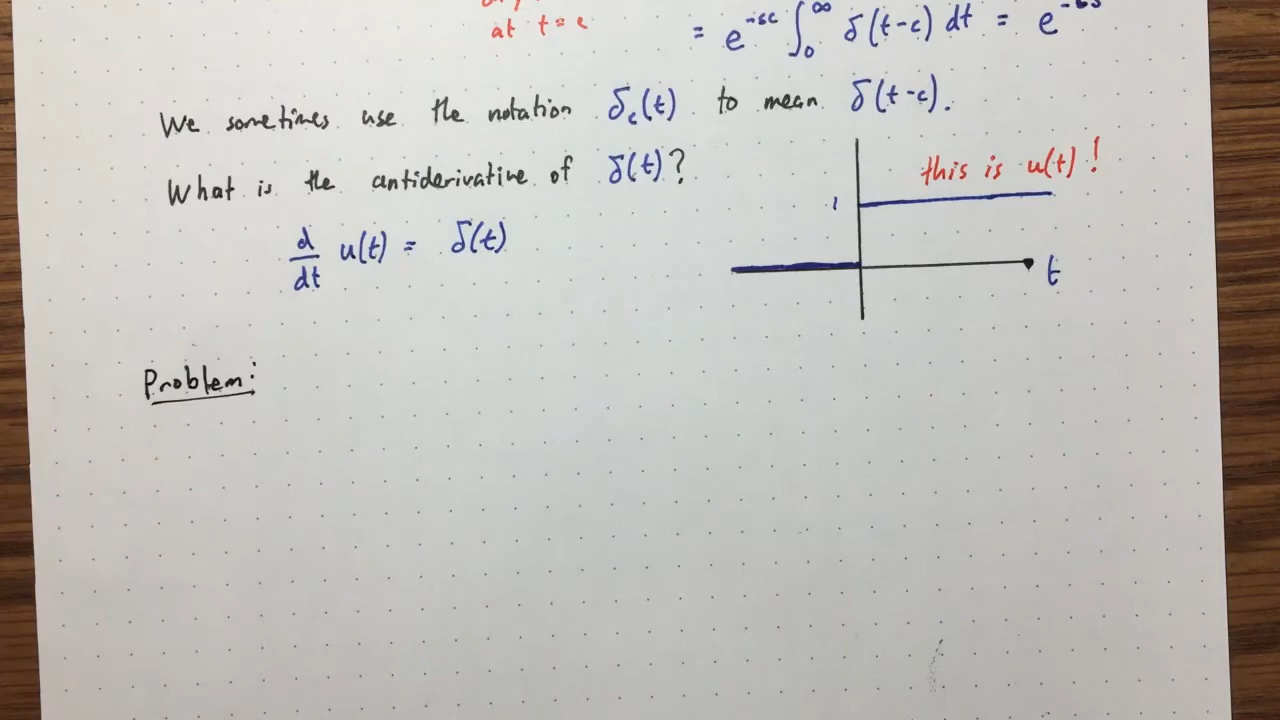 at t = c
= e^{-sc} ∫_0^∞ δ(t-c) dt = e^{-cs}
We sometimes use the notation δ_c(t) to mean δ(t-c).
What is the antiderivative of δ(t)?
this is u(t)!
1
d/dt u(t) = δ(t)
t
Problem: